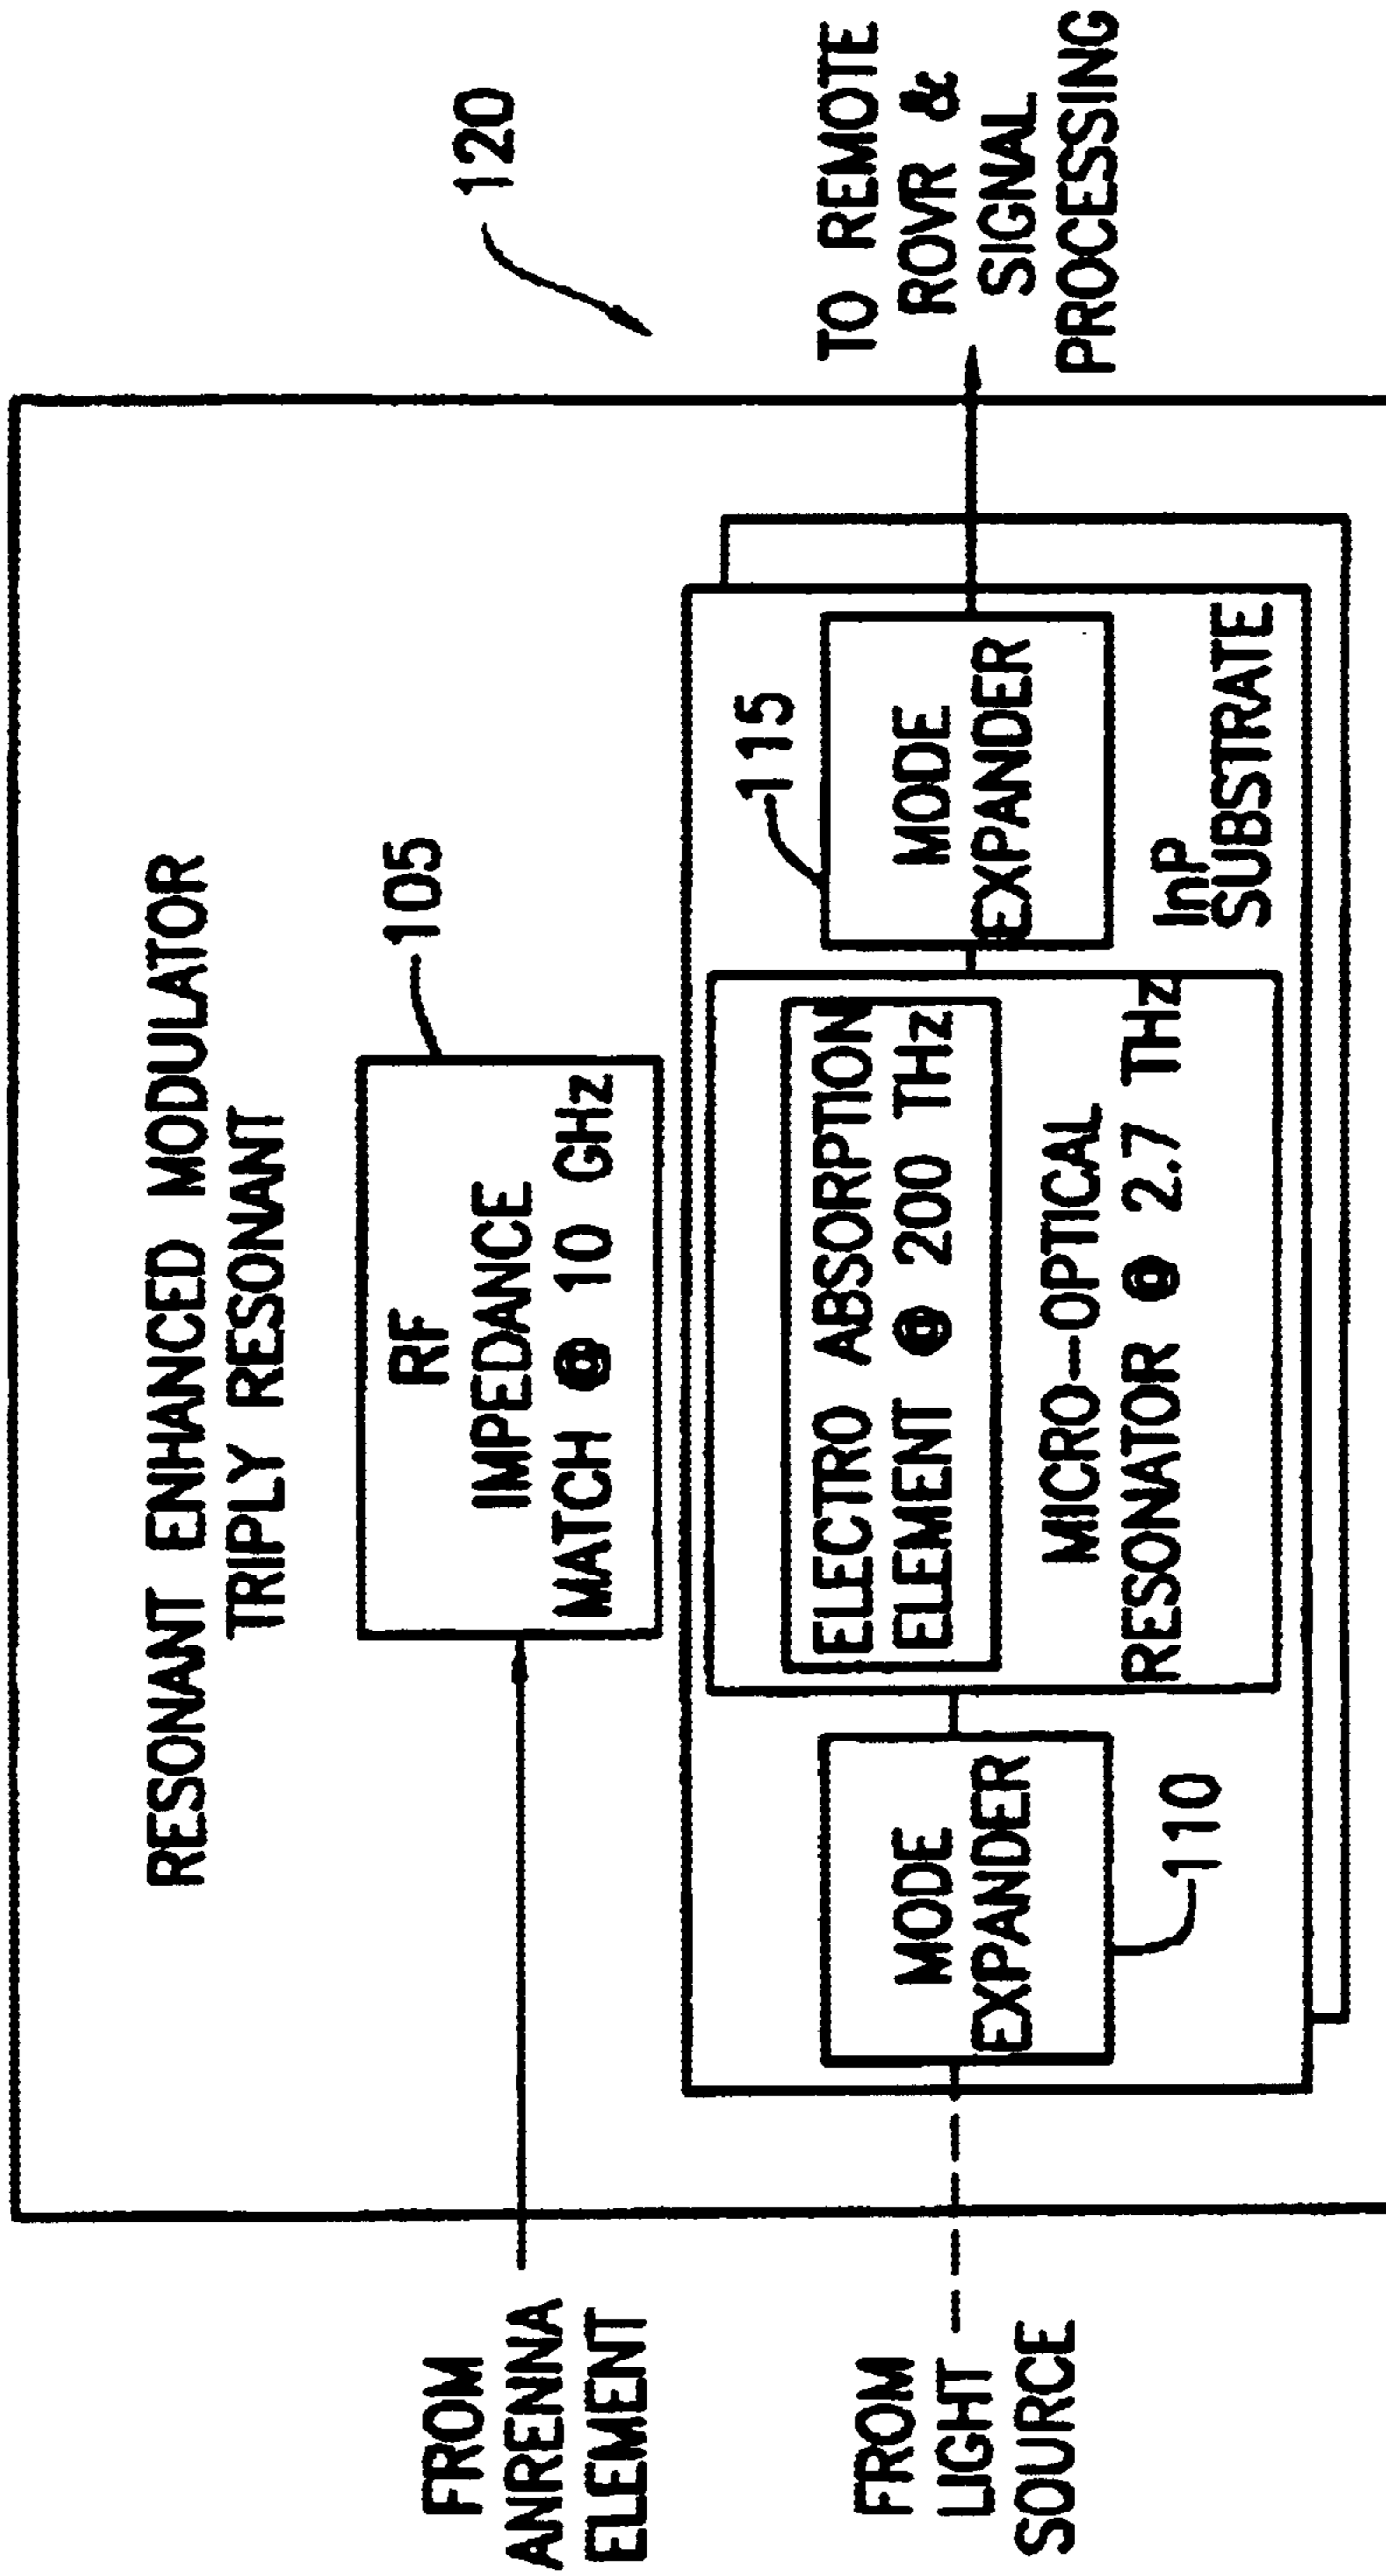 RESONANT ENHANCED MODULATOR
TRIPLY RESONANT
120
105
RF
IMPEDANCE
MATCH @ 10 GHz
FROM
ANRENNA
ELEMENT
FROM
LIGHT
SOURCE
MODE
EXPANDER
110
ELECTRO ABSORPTION
ELEMENT @ 200 THz
MICRO-OPTICAL
RESONATOR @ 2.7 THz
115
MODE
EXPANDER
InP
SUBSTRATE
TO REMOTE
ROVR &
SIGNAL
PROCESSING